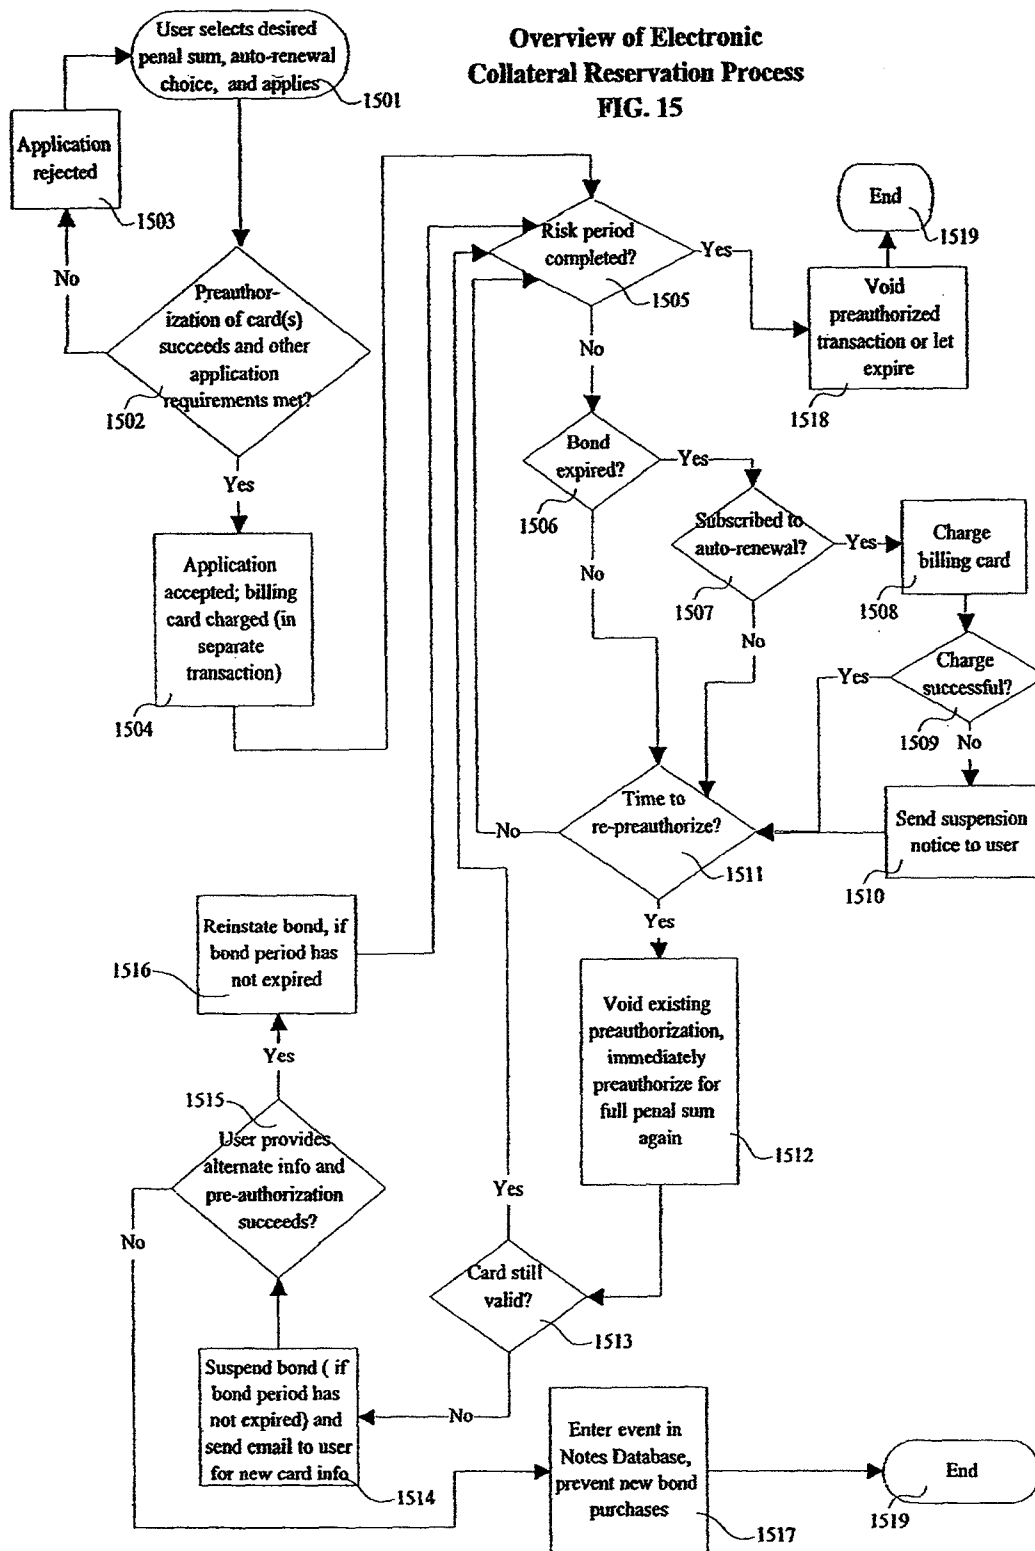 Overview of Electronic
Collateral Reservation Process
FIG. 15
User selects desired
penal sum, auto-renewal
choice, and applies
1501
Application
rejected
1503
No
Preauthor-
ization of card(s)
succeeds and other
application
requirements met?
1502
Yes
Application
accepted; billing
card charged (in
separate
transaction)
1504
Risk period
completed?
1505
Yes
End
1519
Void
preauthorized
transaction or let
expire
1518
No
Bond
expired?
1506
Yes
No
Subscribed to
auto-renewal?
1507
Yes
No
Charge
billing card
1508
Charge
successful?
1509
Yes
No
Send suspension
notice to user
1510
Time to
re-preauthorize?
1511
No
Yes
Void existing
preauthorization,
immediately
preauthorize for
full penal sum
again
1512
Card still
valid?
1513
Yes
No
Suspend bond ( if
bond period has
not expired) and
send email to user
for new card info
1514
User provides
alternate info and
pre-authorization
succeeds?
1515
Yes
No
Reinstate bond, if
bond period has
not expired
1516
Enter event in
Notes Database,
prevent new bond
purchases
1517
End
1519